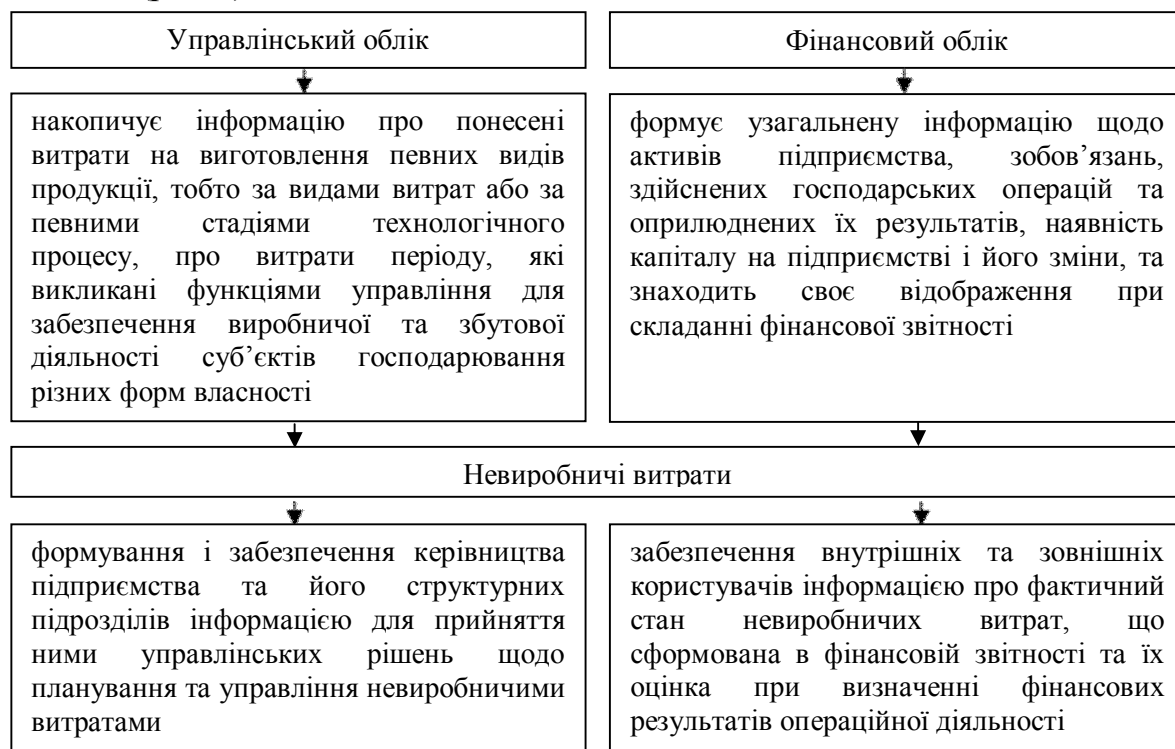 Управлінський облік
Фінансовий облік
накопичує інформацію про понесені
витрати на виготовлення певних видів
продукції, тобто за видами витрат або за
певними стадіями технологічного
процесу, про витрати періоду, які
викликані функціями управління для
забезпечення виробничої та збутової
діяльності суб’єктів господарювання
різних форм власності
формує узагальнену інформацію щодо
активів підприємства, зобов’язань,
здійснених господарських операцій та
оприлюднених їх результатів, наявність
капіталу на підприємстві і його зміни, та
знаходить своє відображення при
складанні фінансової звітності
Невиробничі витрати
формування і забезпечення керівництва
підприємства та його структурних
підрозділів інформацією для прийняття
ними управлінських рішень щодо
планування та управління невиробничими
витратами
забезпечення внутрішніх та зовнішніх
користувачів інформацією про фактичний
стан невиробничих витрат, що
сформована в фінансовій звітності та їх
оцінка при визначенні фінансових
результатів операційної діяльності